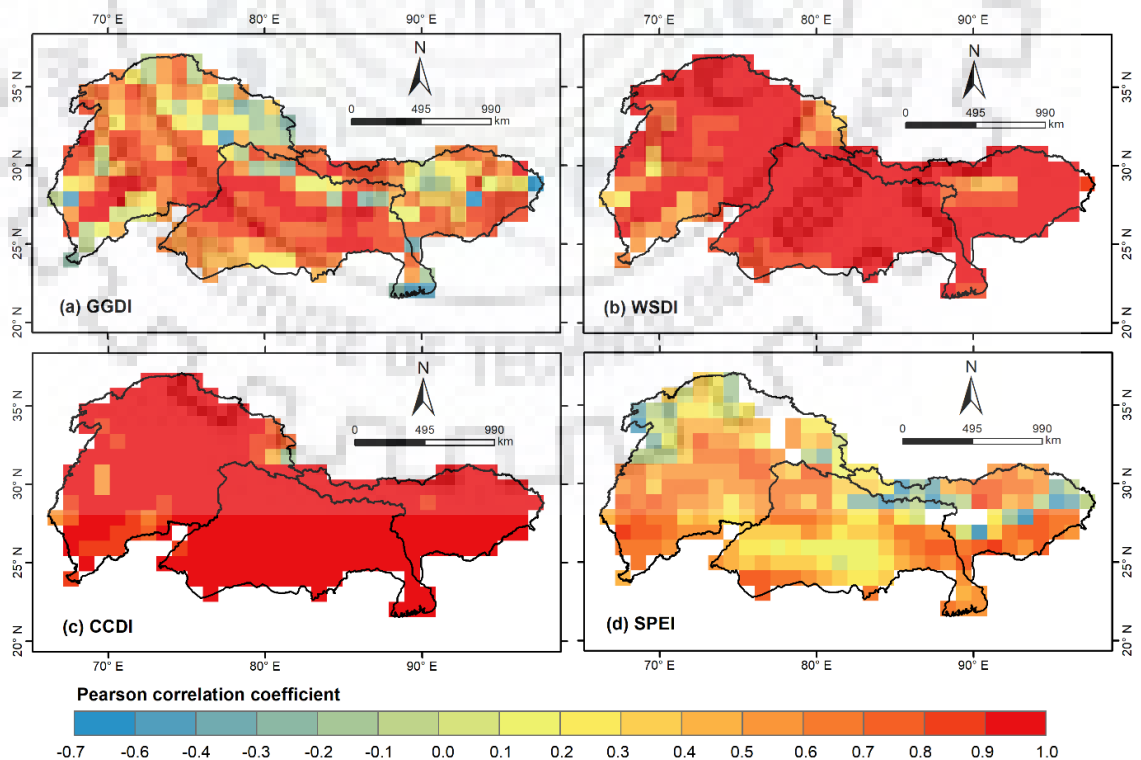 70° E 80° E 90° E 70° E 80° E 90° E
N N
35° N 35° N
0 495 990 0 495 990
km km
30° N 30° N
25° N 25° N
(a) GGDI (b) WSDI
20° N 20° N
N N
35° N 35° N
0 495 990 0 495 990
km km
30° N 30° N
25° N 25° N
(c) CCDI (d) SPEI
20° N 20° N
70° E 80° E 90° E 70° E 80° E 90° E
Pearson correlation coefficient
-0.7 -0.6 -0.4 -0.3 -0.2 -0.1 0.0 0.1 0.2 0.3 0.4 0.5 0.6 0.7 0.8 0.9 1.0